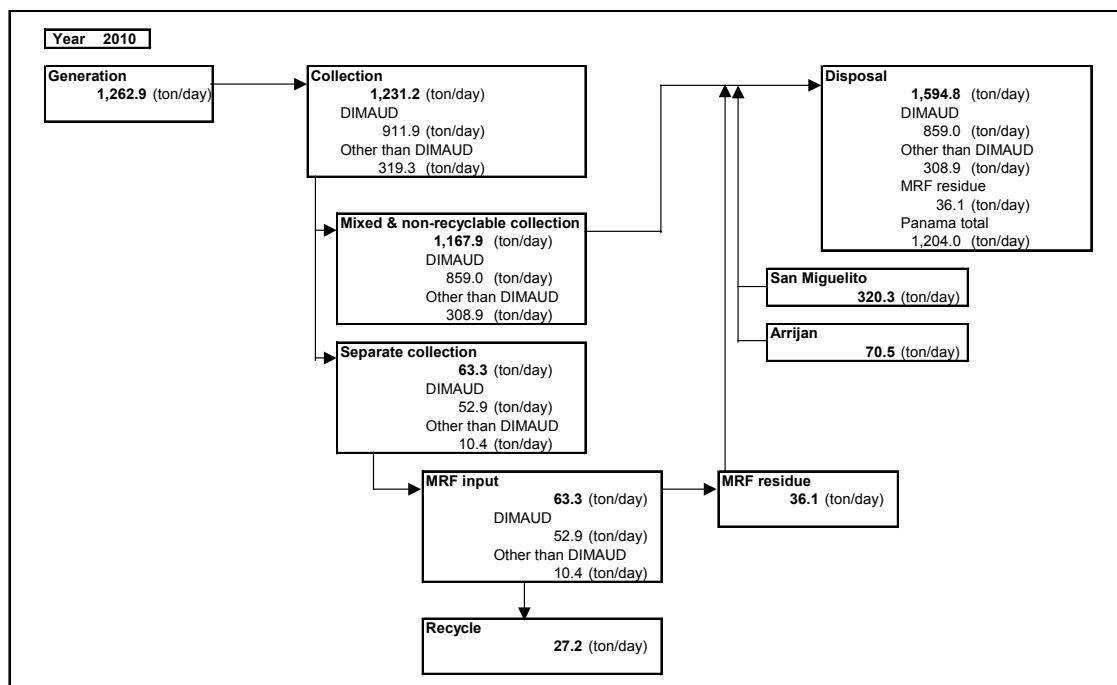 Year 2010
Generation
1,262.9 (ton/day)
Collection
1,231.2 (ton/day)
DIMAUD
911.9 (ton/day)
Other than DIMAUD
319.3 (ton/day)
Mixed & non-recyclable collection
1,167.9 (ton/day)
DIMAUD
859.0 (ton/day)
Other than DIMAUD
308.9 (ton/day)
Separate collection
63.3 (ton/day)
DIMAUD
52.9 (ton/day)
Other than DIMAUD
10.4 (ton/day)
MRF input
63.3 (ton/day)
DIMAUD
52.9 (ton/day)
Other than DIMAUD
10.4 (ton/day)
Recycle
27.2 (ton/day)
Disposal
1,594.8 (ton/day)
DIMAUD
859.0 (ton/day)
Other than DIMAUD
308.9 (ton/day)
MRF residue
36.1 (ton/day)
Panama total
1,204.0 (ton/day)
San Miguelito
320.3 (ton/day)
Arrijan
70.5 (ton/day)
MRF residue
36.1 (ton/day)